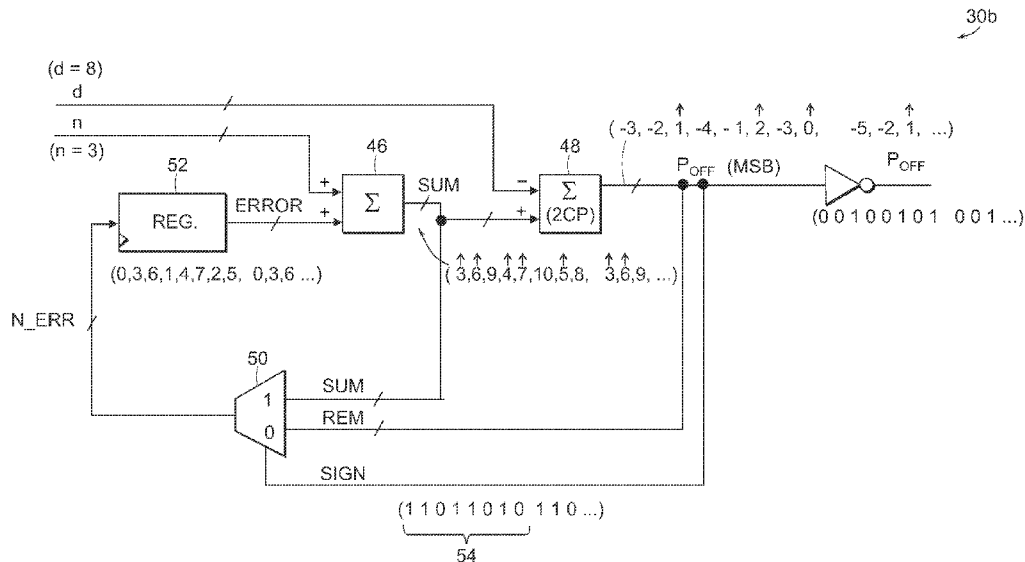 30b
(d = 8)
d
n
(n = 3)
52
REG.
ERROR
(0,3,6,1,4,7,2,5, 0,3,6 ...)
46
+
+
Σ
SUM
(3,6,9,4,7,10,5,8, 3,6,9, ...)
48
−
+
Σ
(2CP)
( -3, -2, 1, -4, - 1, 2, -3, 0, -5, -2, 1, ...)
POFF (MSB)
POFF
(0 0 1 0 0 1 0 1 0 0 1 ...)
N_ERR
50
1
0
SUM
REM
SIGN
(1 1 0 1 1 0 1 0 1 1 0 ...)
54